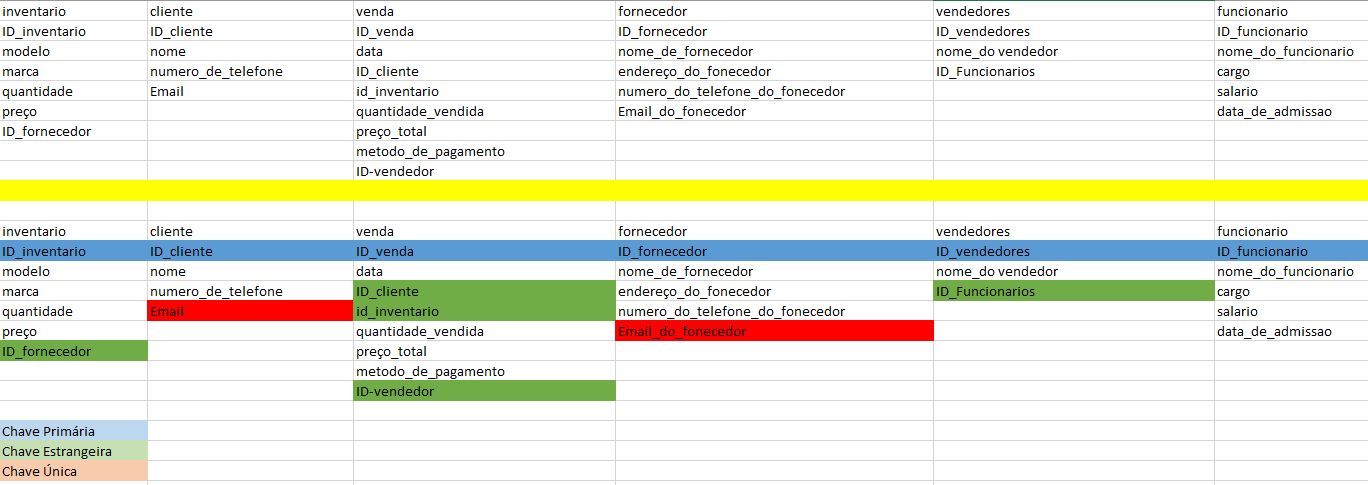 inventario cliente venda fornecedor vendedores funcionario
ID_inventario ID_cliente ID_venda ID_fornecedor ID_vendedores ID_funcionario
modelo nome data nome_de_fornecedor nome_do vendedor nome_do_funcionario
marca numero_de_telefone ID_cliente endereço_do_fonecedor ID_Funcionarios cargo
quantidade Email id_inventario numero_do_telefone_do_fonecedor salario
preço quantidade_vendida Email_do_fonecedor data_de_admissao
ID_fornecedor preço_total
metodo_de_pagamento
ID-vendedor
inventario cliente venda fornecedor vendedores funcionario
ID_inventario ID_cliente ID_venda ID_fornecedor ID_vendedores ID_funcionario
modelo nome data nome_de_fornecedor nome_do vendedor nome_do_funcionario
marca numero_de_telefone ID_cliente endereço_do_fonecedor ID_Funcionarios cargo
quantidade Email id_inventario numero_do_telefone_do_fonecedor salario
preço quantidade_vendida Email_do_fonecedor data_de_admissao
ID_fornecedor preço_total
metodo_de_pagamento
ID-vendedor
Chave Primária
Chave Estrangeira
Chave Única